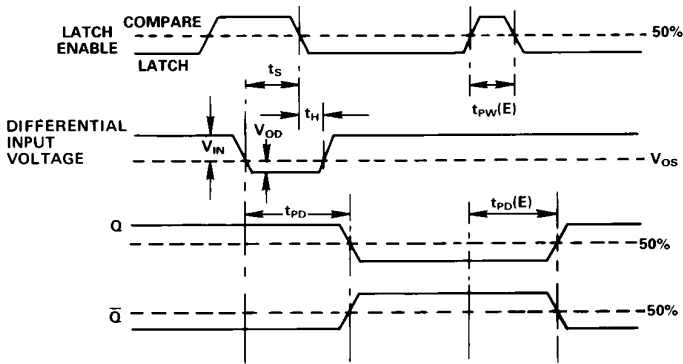 COMPARE
LATCH
ENABLE
50%
LATCH
tS
tH
tPW(E)
DIFFERENTIAL
INPUT
VOLTAGE
VIN
VOD
VOS
tPD
tPD(E)
Q
50%
Q̅
50%